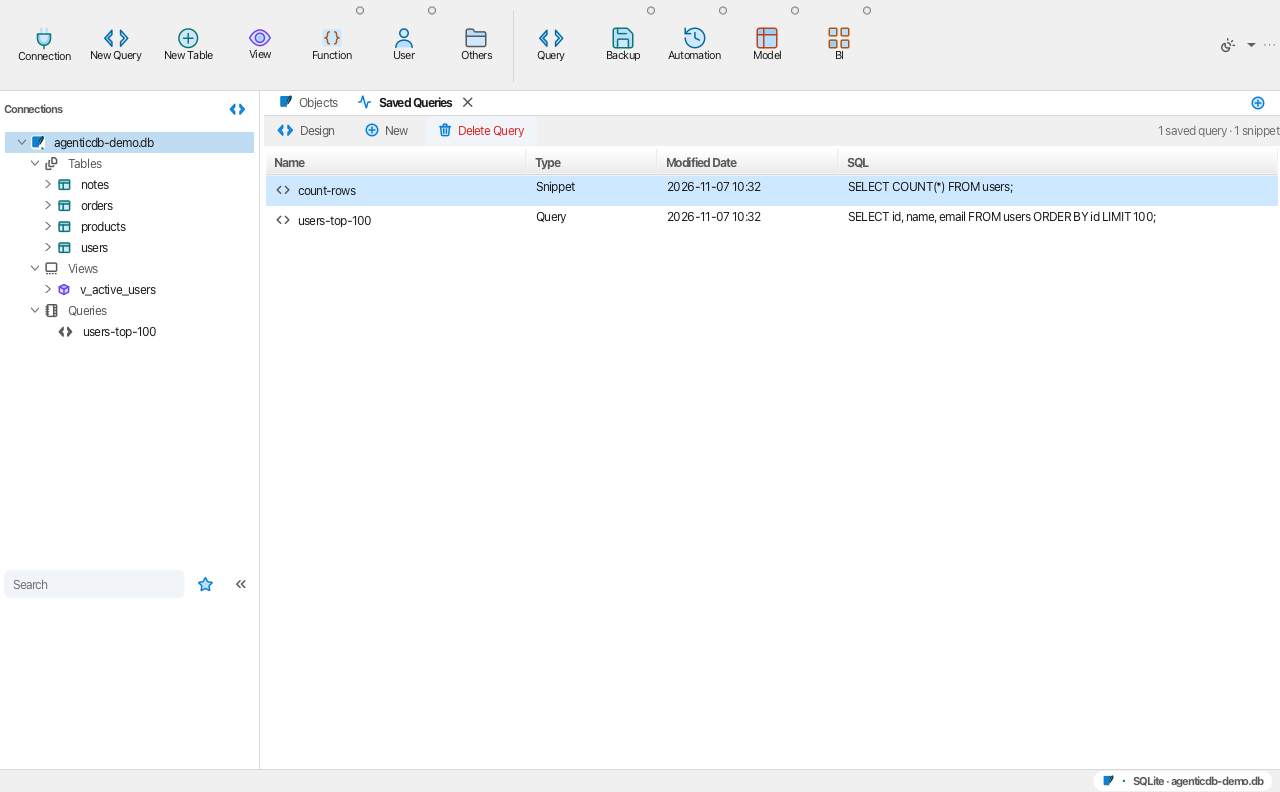 Connection
New Query
New Table
View
Function
User
Others
Query
Backup
Automation
Model
BI
Connections
Objects
Saved Queries
agenticdb-demo.db
Design
New
Delete Query
1 saved query · 1 snippet
Tables
Name
Type
Modified Date
SQL
notes
count-rows
Snippet
2026-11-07 10:32
SELECT COUNT(*) FROM users;
orders
users-top-100
Query
2026-11-07 10:32
SELECT id, name, email FROM users ORDER BY id LIMIT 100;
products
users
Views
v_active_users
Queries
users-top-100
Search
SQLite · agenticdb-demo.db